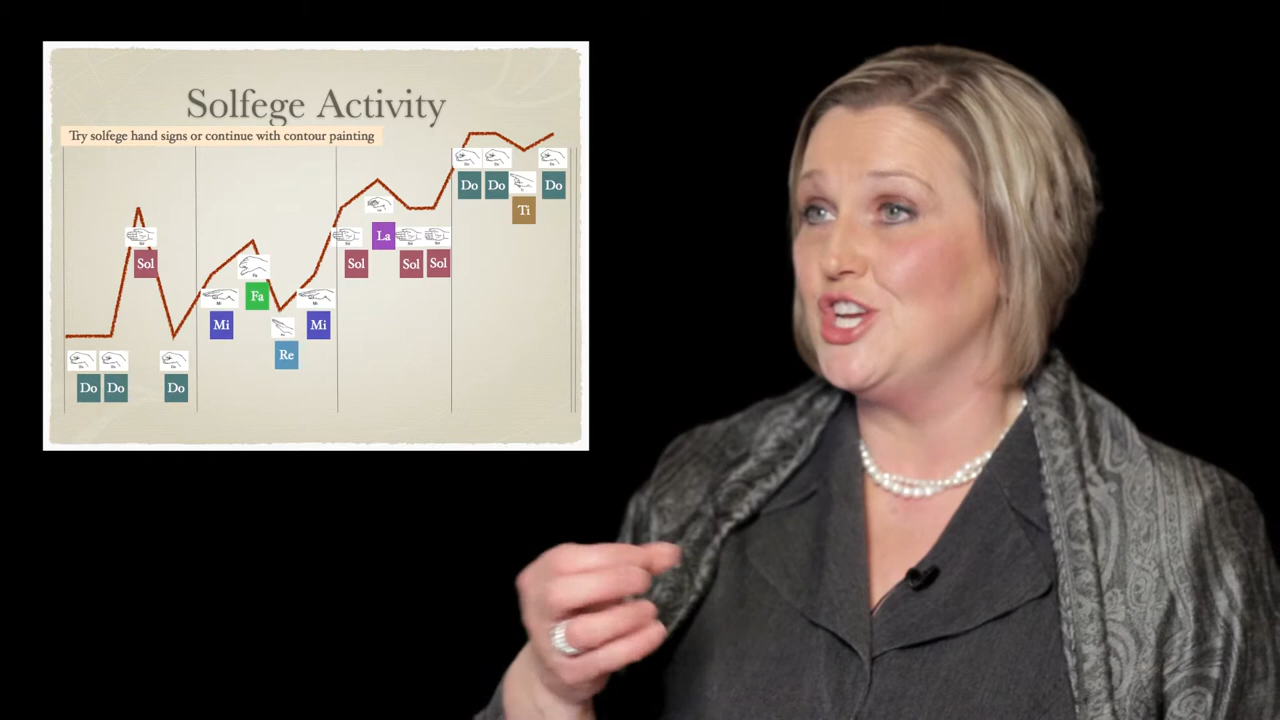 Solfege Activity
Try solfege hand signs or continue with contour painting
Do Do Ti Do
La
Sol Sol Sol Sol
Fa
Mi Mi
Re
Do Do Do